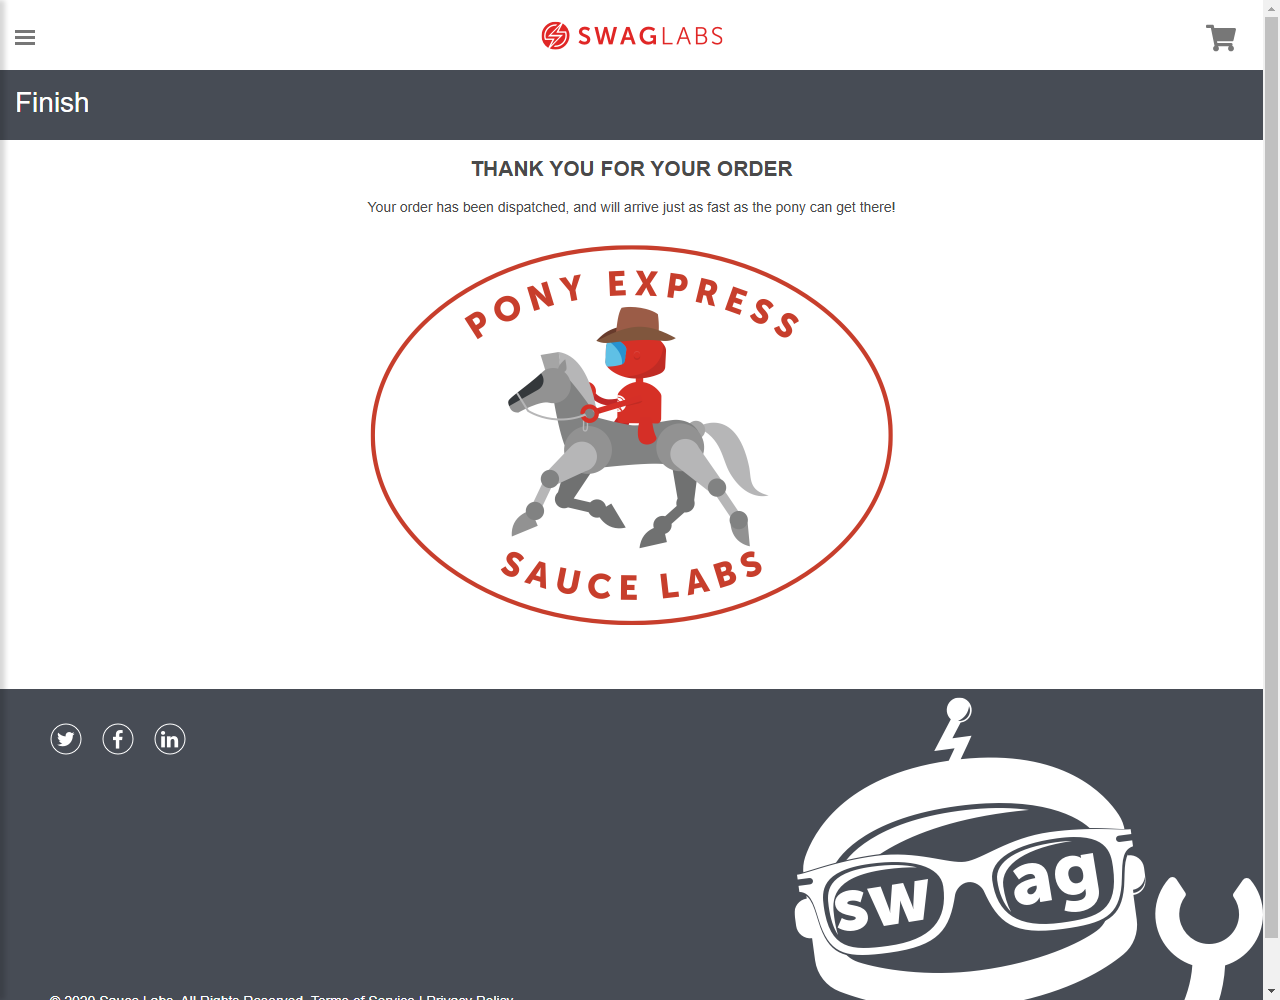 SWAGLABS
Finish
THANK YOU FOR YOUR ORDER
Your order has been dispatched, and will arrive just as fast as the pony can get there!
PONY EXPRESS
SAUCE LABS
sw ag
© 2020 Sauce Labs. All Rights Reserved. Terms of Service | Privacy Policy